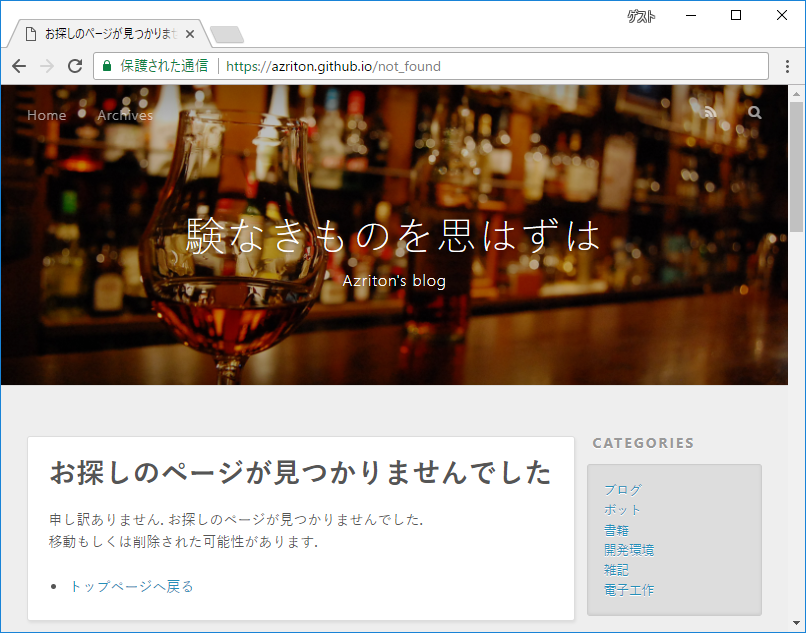 ゲスト
お探しのページが見つかりませ
保護された通信 https://azriton.github.io/not_found
Home Archives
験なきものを思はずは
Azriton's blog
お探しのページが見つかりませんでした
申し訳ありません. お探しのページが見つかりませんでした.
移動もしくは削除された可能性があります.
トップページへ戻る
CATEGORIES
ブログ
ボット
書籍
開発環境
雑記
電子工作